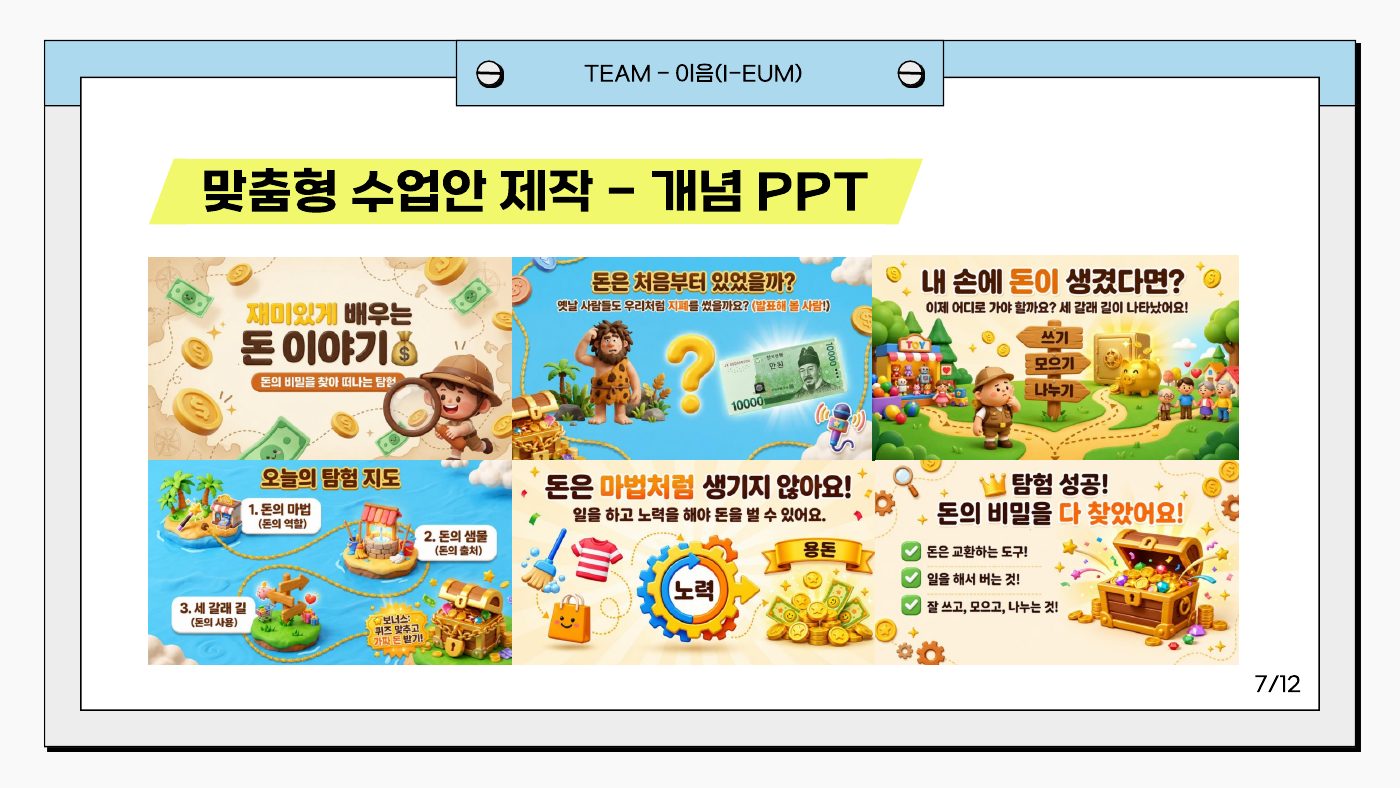 TEAM - 이음(I-EUM)
맞춤형 수업안 제작 - 개념 PPT
재미있게 배우는
돈 이야기
돈의 비밀을 찾아 떠나는 탐험
돈은 처음부터 있었을까?
옛날 사람들도 우리처럼 지폐를 썼을까요? (발표해 볼 사람!)
만원
10000
10000
내 손에 돈이 생겼다면?
이제 어디로 가야 할까요? 세 갈래 길이 나타났어요!
TOY
쓰기
모으기
나누기
오늘의 탐험 지도
1. 돈의 마법
(돈의 역할)
2. 돈의 샘물
(돈의 출처)
3. 세 갈래 길
(돈의 사용)
보너스:
퀴즈 맞추고
가짜 돈 받기!
돈은 마법처럼 생기지 않아요!
일을 하고 노력을 해야 돈을 벌 수 있어요.
노력
용돈
탐험 성공!
돈의 비밀을 다 찾았어요!
돈은 교환하는 도구!
일을 해서 버는 것!
잘 쓰고, 모으고, 나누는 것!
7/12